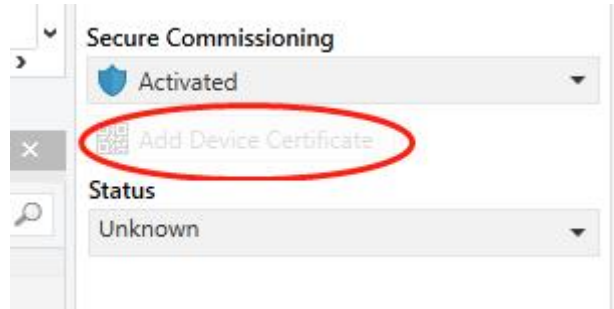 Secure Commissioning
Activated
Add Device Certificate
Status
Unknown